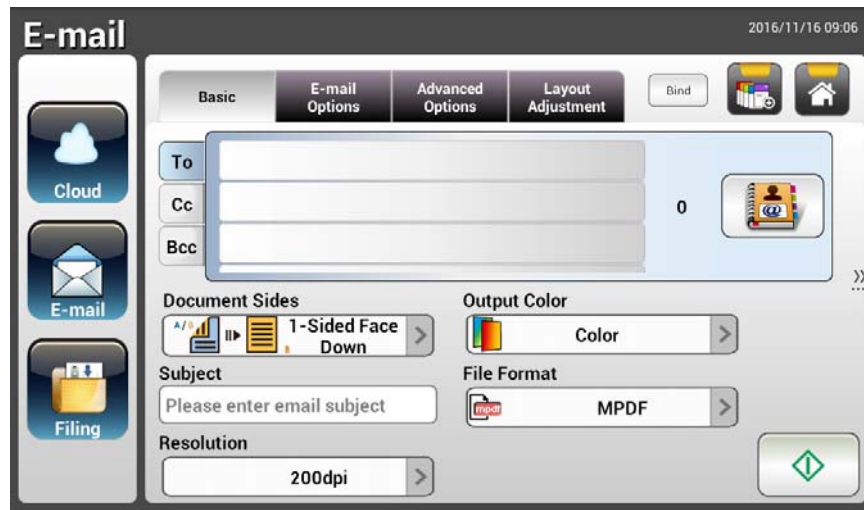 E-mail
2016/11/16 09:06
Basic
E-mail
Options
Advanced
Options
Layout
Adjustment
Bind
Cloud
E-mail
Filing
To
Cc
Bcc
0
@
Document Sides
A/B
1-Sided Face
Down
Output Color
Color
Subject
Please enter email subject
File Format
mpdf
MPDF
Resolution
200dpi